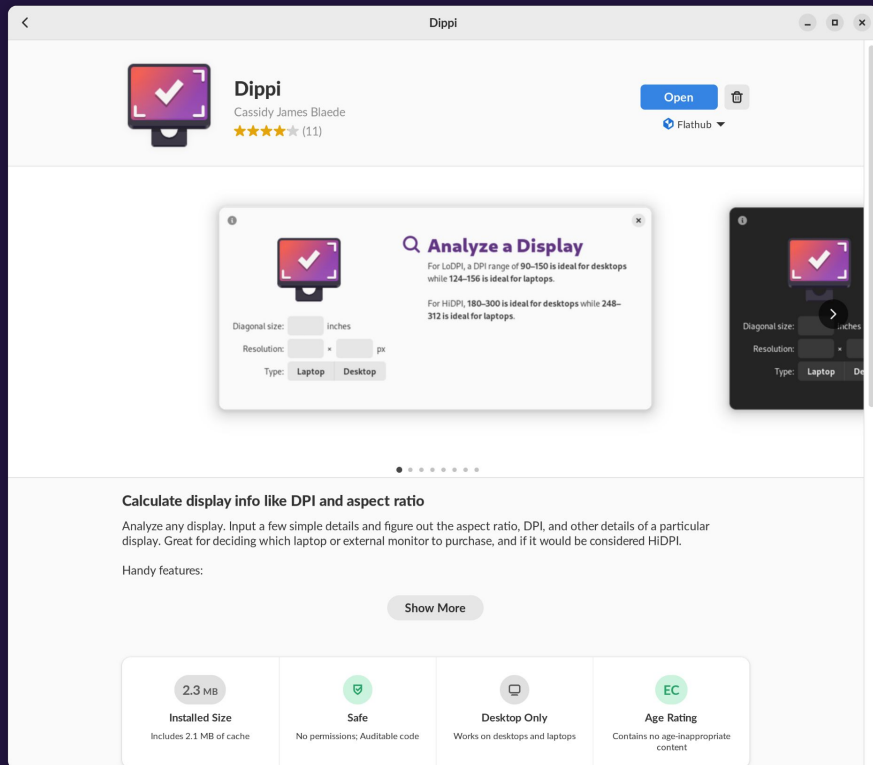 Dippi
Dippi
Cassidy James Blaede
(11)
Open
Flathub
Analyze a Display
For LoDPI, a DPI range of 90–150 is ideal for desktops
while 124–156 is ideal for laptops.
For HiDPI, 180–300 is ideal for desktops while 248–
312 is ideal for laptops.
Diagonal size: inches
Resolution: × px
Type: Laptop Desktop
Diagonal size: inches
Resolution: ×
Type: Laptop De
Calculate display info like DPI and aspect ratio
Analyze any display. Input a few simple details and figure out the aspect ratio, DPI, and other details of a particular
display. Great for deciding which laptop or external monitor to purchase, and if it would be considered HiDPI.
Handy features:
Show More
2.3 MB
Installed Size
Includes 2.1 MB of cache
Safe
No permissions; Auditable code
Desktop Only
Works on desktops and laptops
EC
Age Rating
Contains no age-inappropriate
content